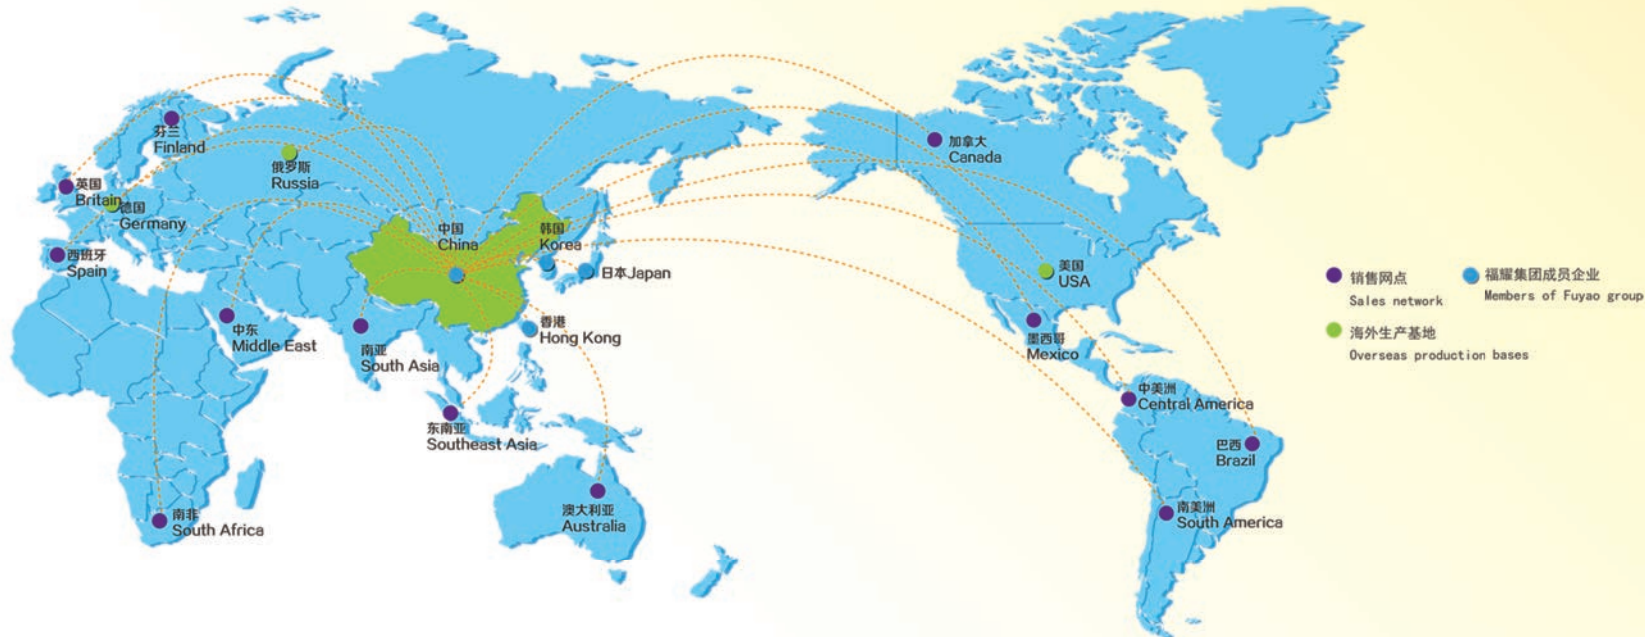 芬兰
Finland
俄罗斯
Russia
英国
Britain
德国
Germany
西班牙
Spain
中国
China
韩国
Korea
日本Japan
中东
Middle East
南亚
South Asia
香港
Hong Kong
东南亚
Southeast Asia
南非
South Africa
澳大利亚
Australia
加拿大
Canada
美国
USA
墨西哥
Mexico
中美洲
Central America
巴西
Brazil
南美洲
South America
销售网点
Sales network
福耀集团成员企业
Members of Fuyao group
海外生产基地
Overseas production bases